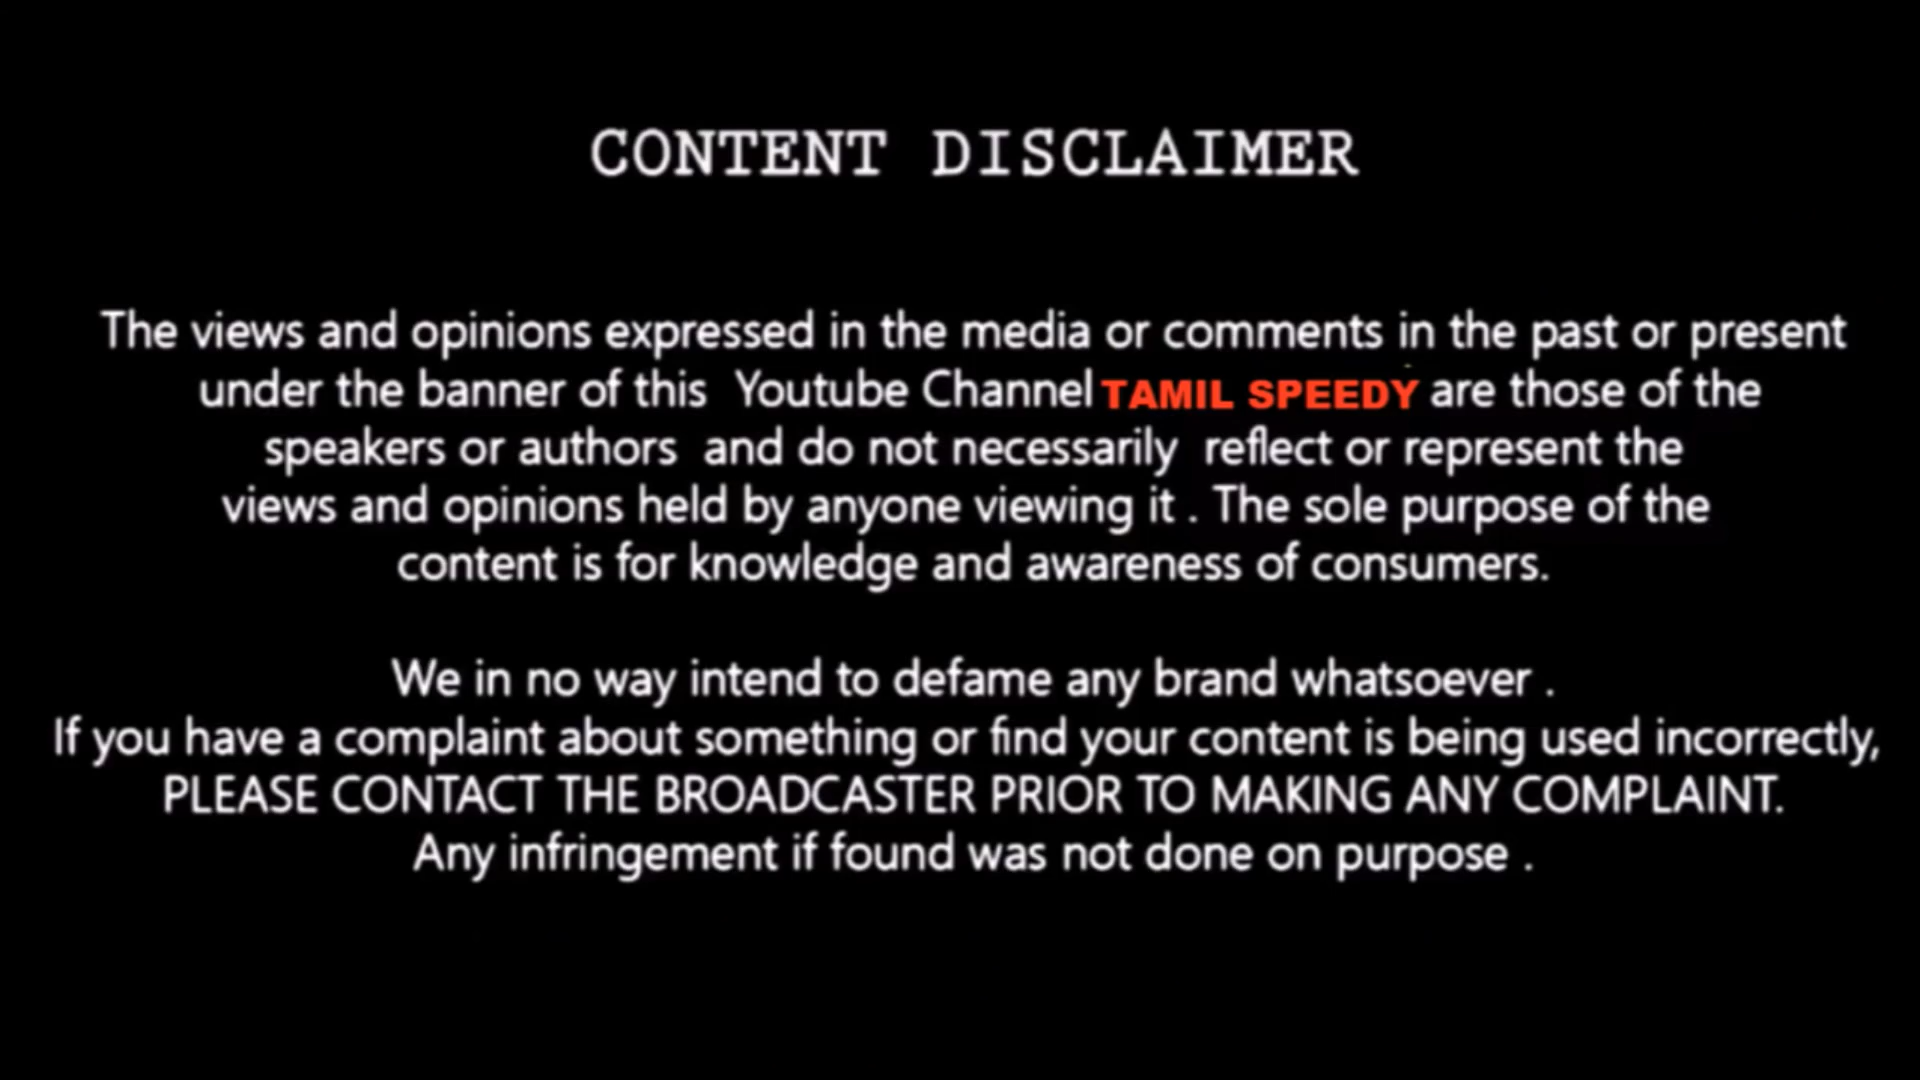 CONTENT DISCLAIMER
The views and opinions expressed in the media or comments in the past or present
under the banner of this Youtube Channel TAMIL SPEEDY are those of the
speakers or authors and do not necessarily reflect or represent the
views and opinions held by anyone viewing it . The sole purpose of the
content is for knowledge and awareness of consumers.
We in no way intend to defame any brand whatsoever .
If you have a complaint about something or find your content is being used incorrectly,
PLEASE CONTACT THE BROADCASTER PRIOR TO MAKING ANY COMPLAINT.
Any infringement if found was not done on purpose .